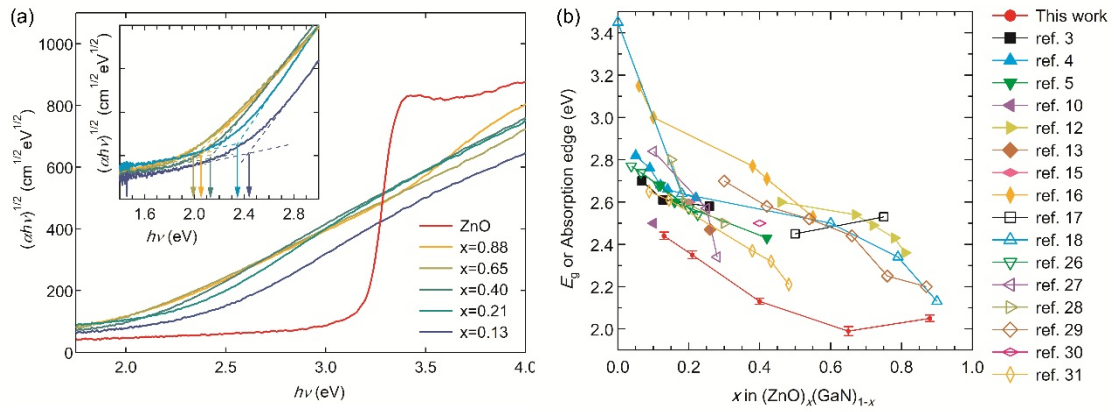 (a)
1000
800
600
400
200
0
(αhν)^1/2 (cm^1/2 eV^1/2)
2.0 2.5 3.0 3.5 4.0
hν (eV)
(αhν)^1/2 (cm^1/2 eV^1/2)
1.6 2.0 2.4 2.8
hν (eV)
ZnO
x=0.88
x=0.65
x=0.40
x=0.21
x=0.13
(b)
3.4
3.2
3.0
2.8
2.6
2.4
2.2
2.0
Eg or Absorption edge (eV)
0.0 0.2 0.4 0.6 0.8 1.0
x in (ZnO)x(GaN)1-x
This work
ref. 3
ref. 4
ref. 5
ref. 10
ref. 12
ref. 13
ref. 15
ref. 16
ref. 17
ref. 18
ref. 26
ref. 27
ref. 28
ref. 29
ref. 30
ref. 31